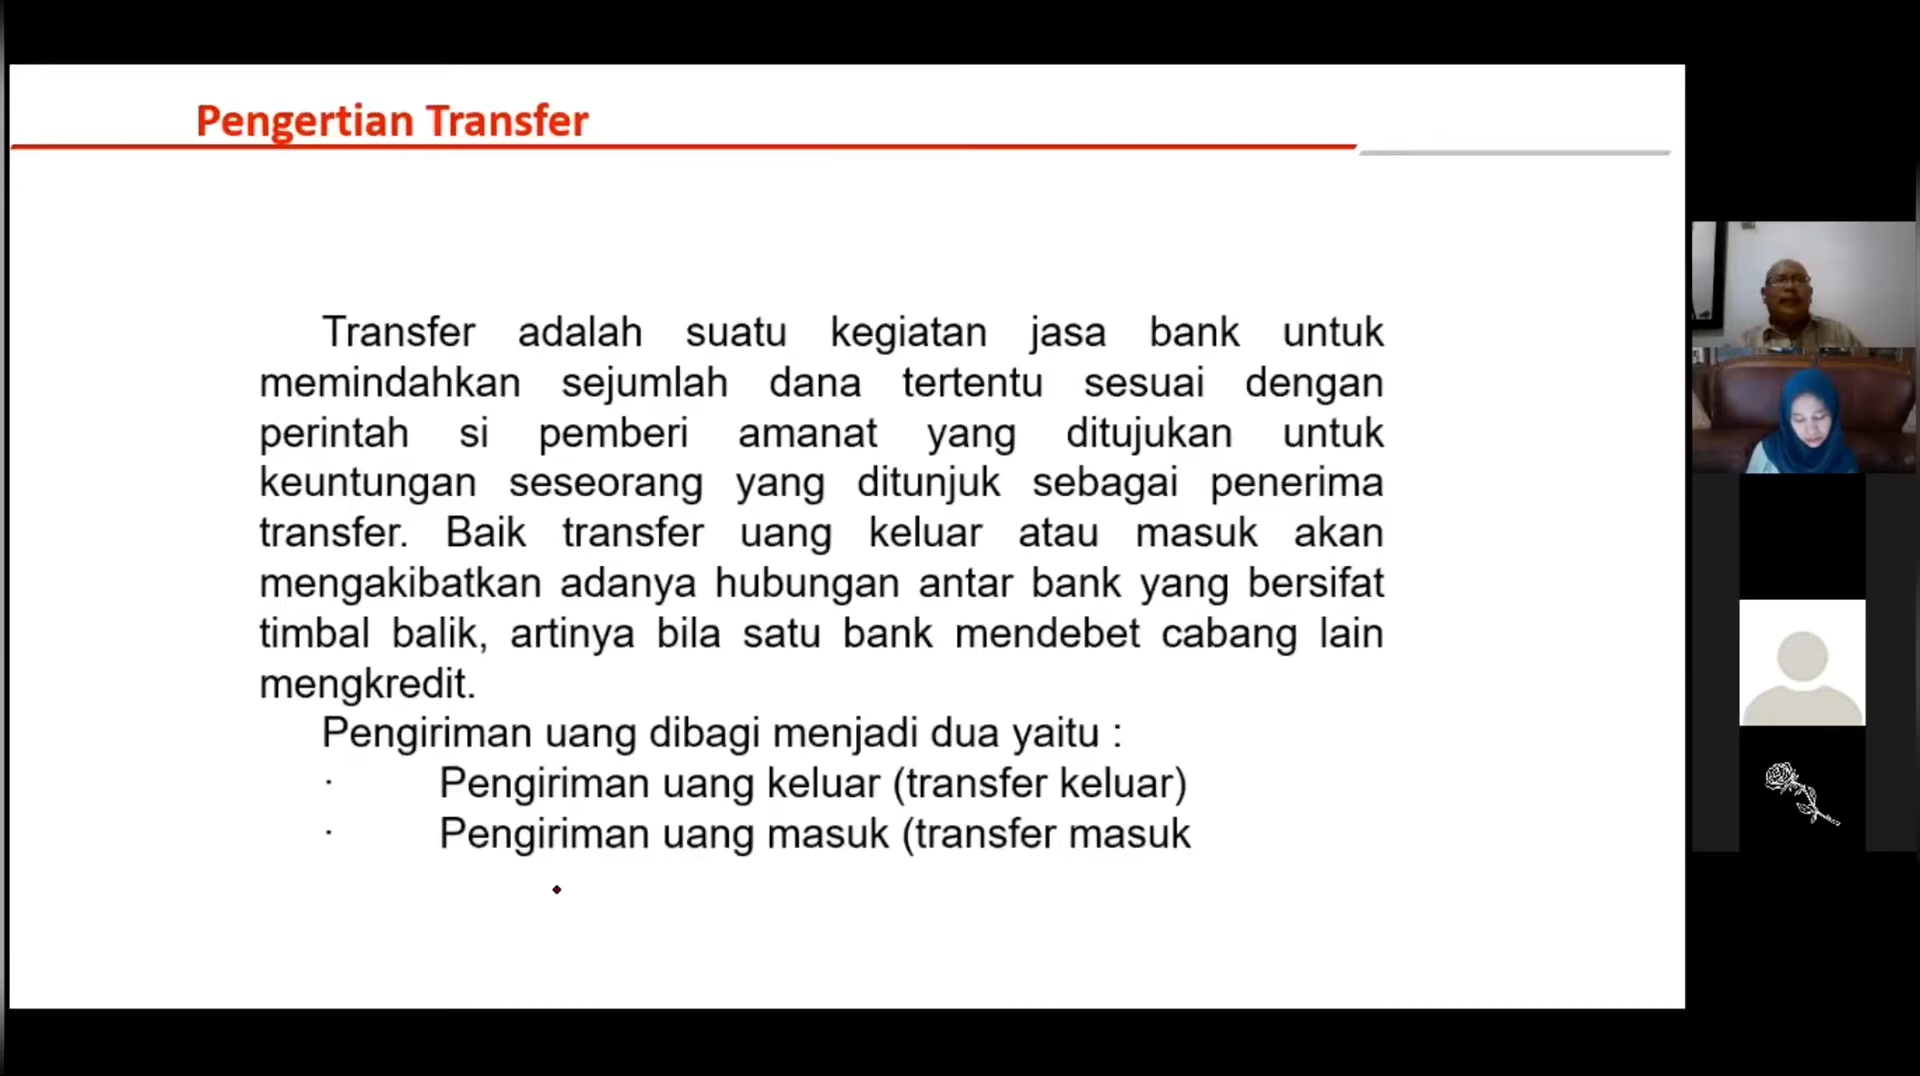 Pengertian Transfer
Transfer adalah suatu kegiatan jasa bank untuk
memindahkan sejumlah dana tertentu sesuai dengan
perintah si pemberi amanat yang ditujukan untuk
keuntungan seseorang yang ditunjuk sebagai penerima
transfer. Baik transfer uang keluar atau masuk akan
mengakibatkan adanya hubungan antar bank yang bersifat
timbal balik, artinya bila satu bank mendebet cabang lain
mengkredit.
Pengiriman uang dibagi menjadi dua yaitu :
· Pengiriman uang keluar (transfer keluar)
· Pengiriman uang masuk (transfer masuk